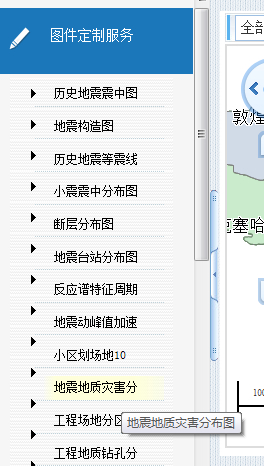 图件定制服务
全部
历史地震震中图
地震构造图
历史地震等震线
小震震中分布图
断层分布图
地震台站分布图
反应谱特征周期
地震动峰值加速
小区划场地10
地震地质灾害分
地震地质灾害分布图
工程场地分区
工程地质钻孔分
敦煌
克塞哈
100